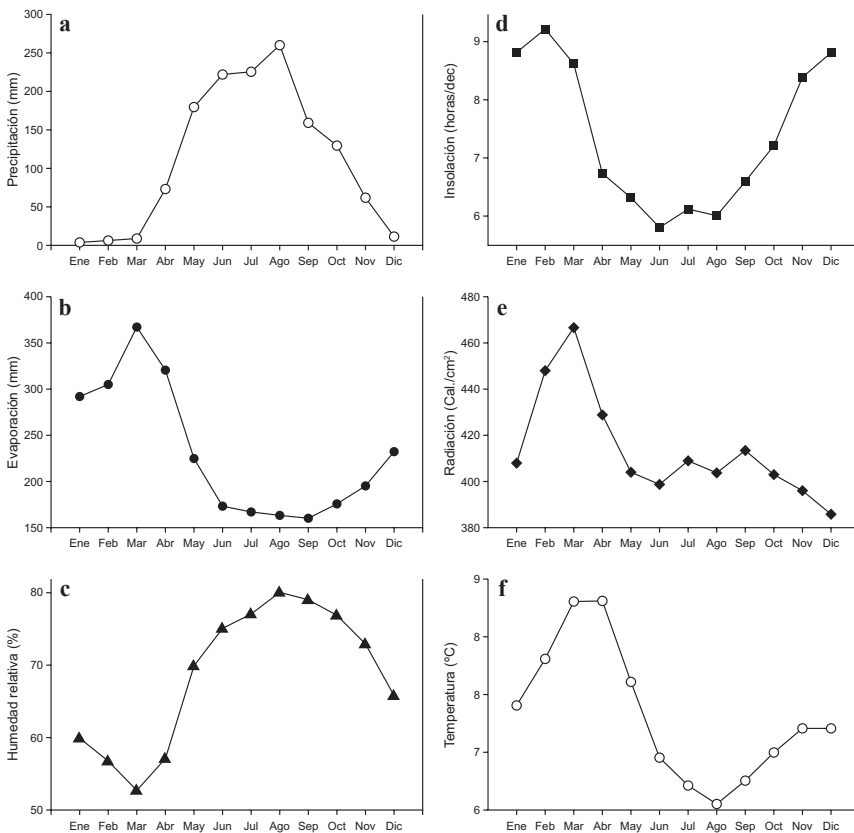 a
Precipitación (mm)
300
250
200
150
100
50
0
Ene Feb Mar Abr May Jun Jul Ago Sep Oct Nov Dic
d
Insolación (horas/dec)
9
8
7
6
Ene Feb Mar Abr May Jun Jul Ago Sep Oct Nov Dic
b
Evaporación (mm)
400
350
300
250
200
150
Ene Feb Mar Abr May Jun Jul Ago Sep Oct Nov Dic
e
Radiación (Cal./cm²)
480
460
440
420
400
380
Ene Feb Mar Abr May Jun Jul Ago Sep Oct Nov Dic
c
Humedad relativa (%)
80
70
60
50
Ene Feb Mar Abr May Jun Jul Ago Sep Oct Nov Dic
f
Temperatura (ºC)
9
8
8
7
6
Ene Feb Mar Abr May Jun Jul Ago Sep Oct Nov Dic